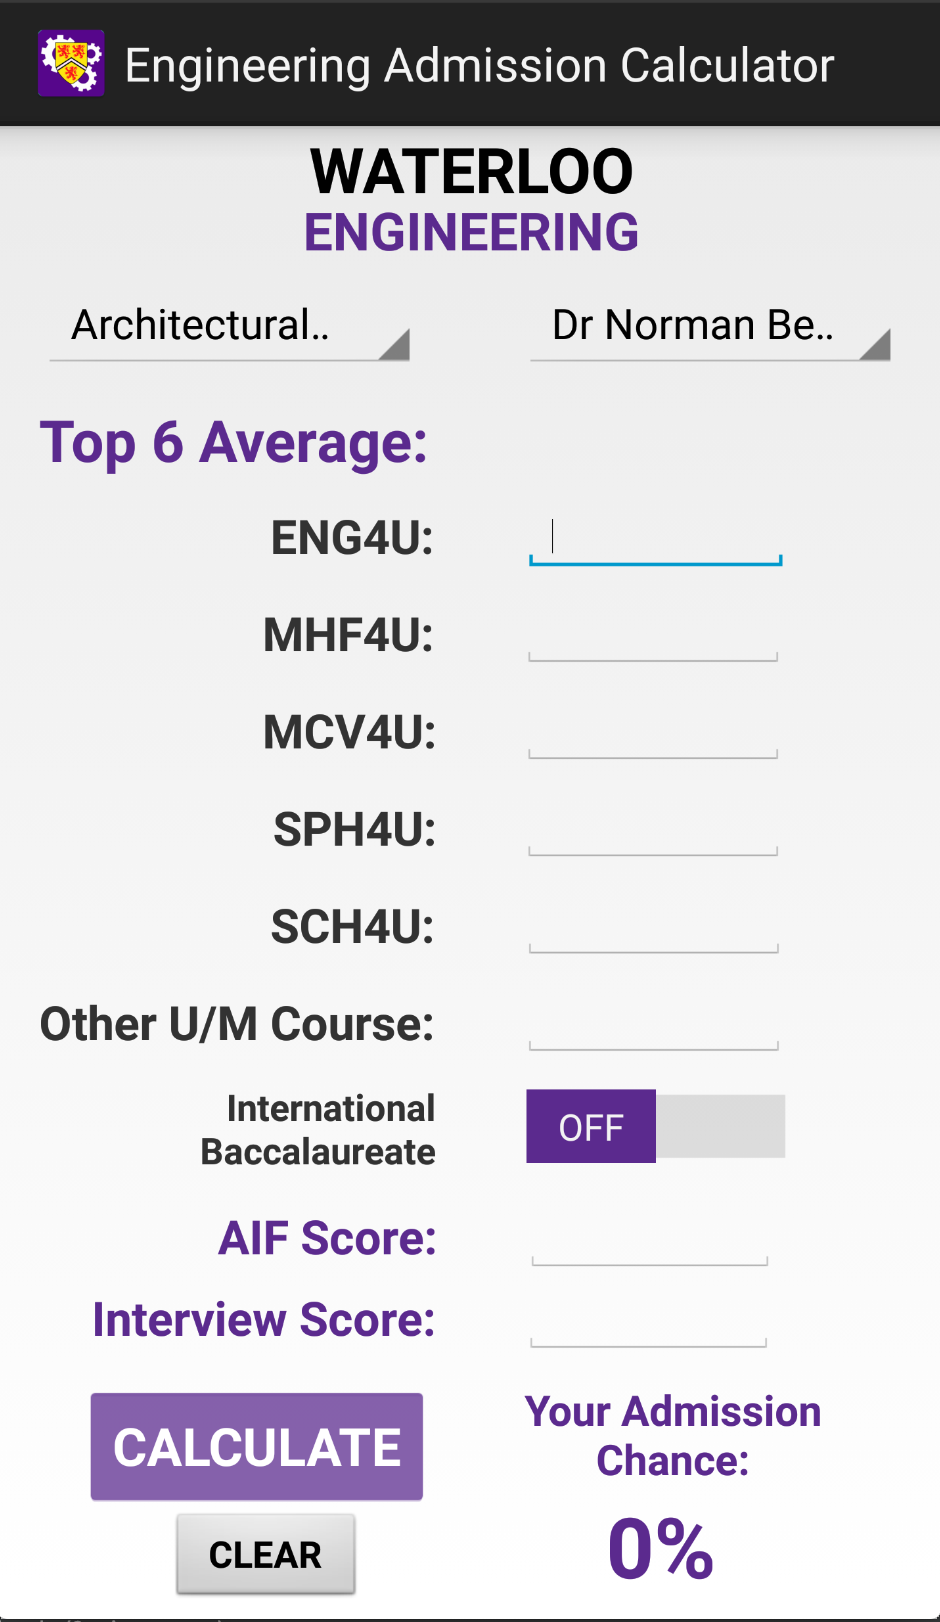 Engineering Admission Calculator
WATERLOO
ENGINEERING
Architectural.. Dr Norman Be..
Top 6 Average:
ENG4U:
MHF4U:
MCV4U:
SPH4U:
SCH4U:
Other U/M Course:
International
Baccalaureate
OFF
AIF Score:
Interview Score:
CALCULATE
CLEAR
Your Admission
Chance:
0%